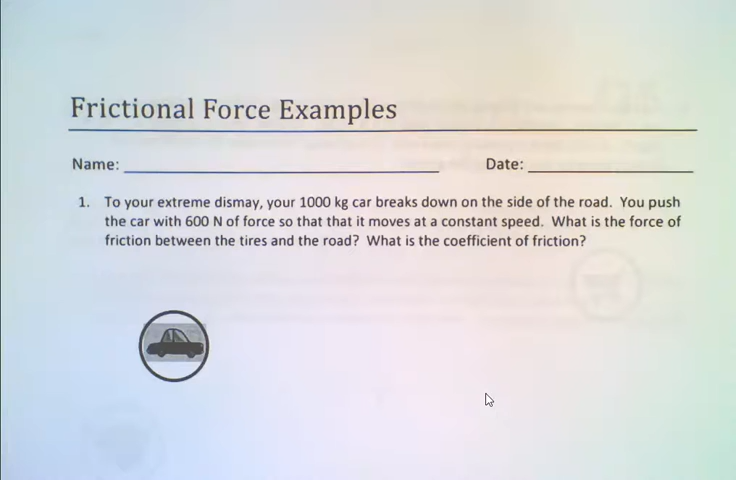 Frictional Force Examples
Name: Date:
1. To your extreme dismay, your 1000 kg car breaks down on the side of the road. You push
the car with 600 N of force so that that it moves at a constant speed. What is the force of
friction between the tires and the road? What is the coefficient of friction?